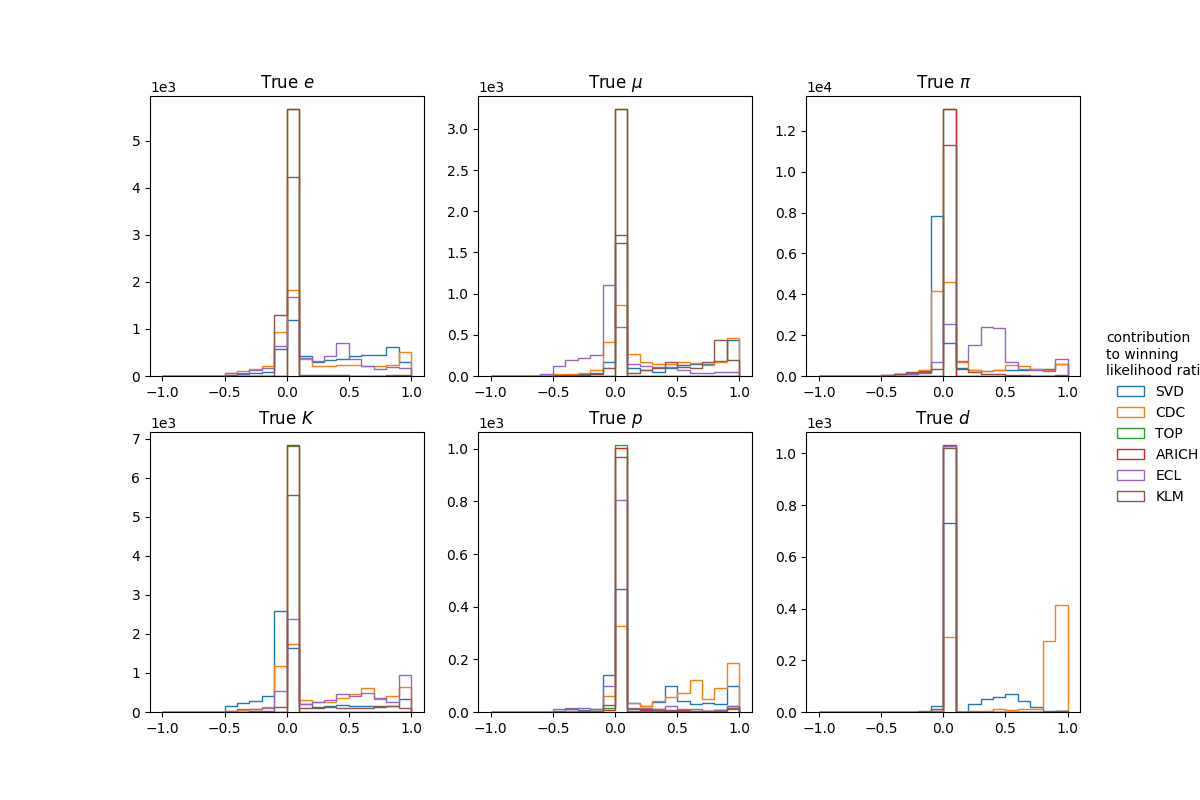 True e
1e3
5
4
3
2
1
0
−1.0 −0.5 0.0 0.5 1.0
True μ
1e3
3.0
2.5
2.0
1.5
1.0
0.5
0.0
−1.0 −0.5 0.0 0.5 1.0
True π
1e4
1.2
1.0
0.8
0.6
0.4
0.2
0.0
−1.0 −0.5 0.0 0.5 1.0
True K
1e3
7
6
5
4
3
2
1
0
−1.0 −0.5 0.0 0.5 1.0
True p
1e3
1.0
0.8
0.6
0.4
0.2
0.0
−1.0 −0.5 0.0 0.5 1.0
True d
1e3
1.0
0.8
0.6
0.4
0.2
0.0
−1.0 −0.5 0.0 0.5 1.0
contribution
to winning
likelihood rati
SVD
CDC
TOP
ARICH
ECL
KLM